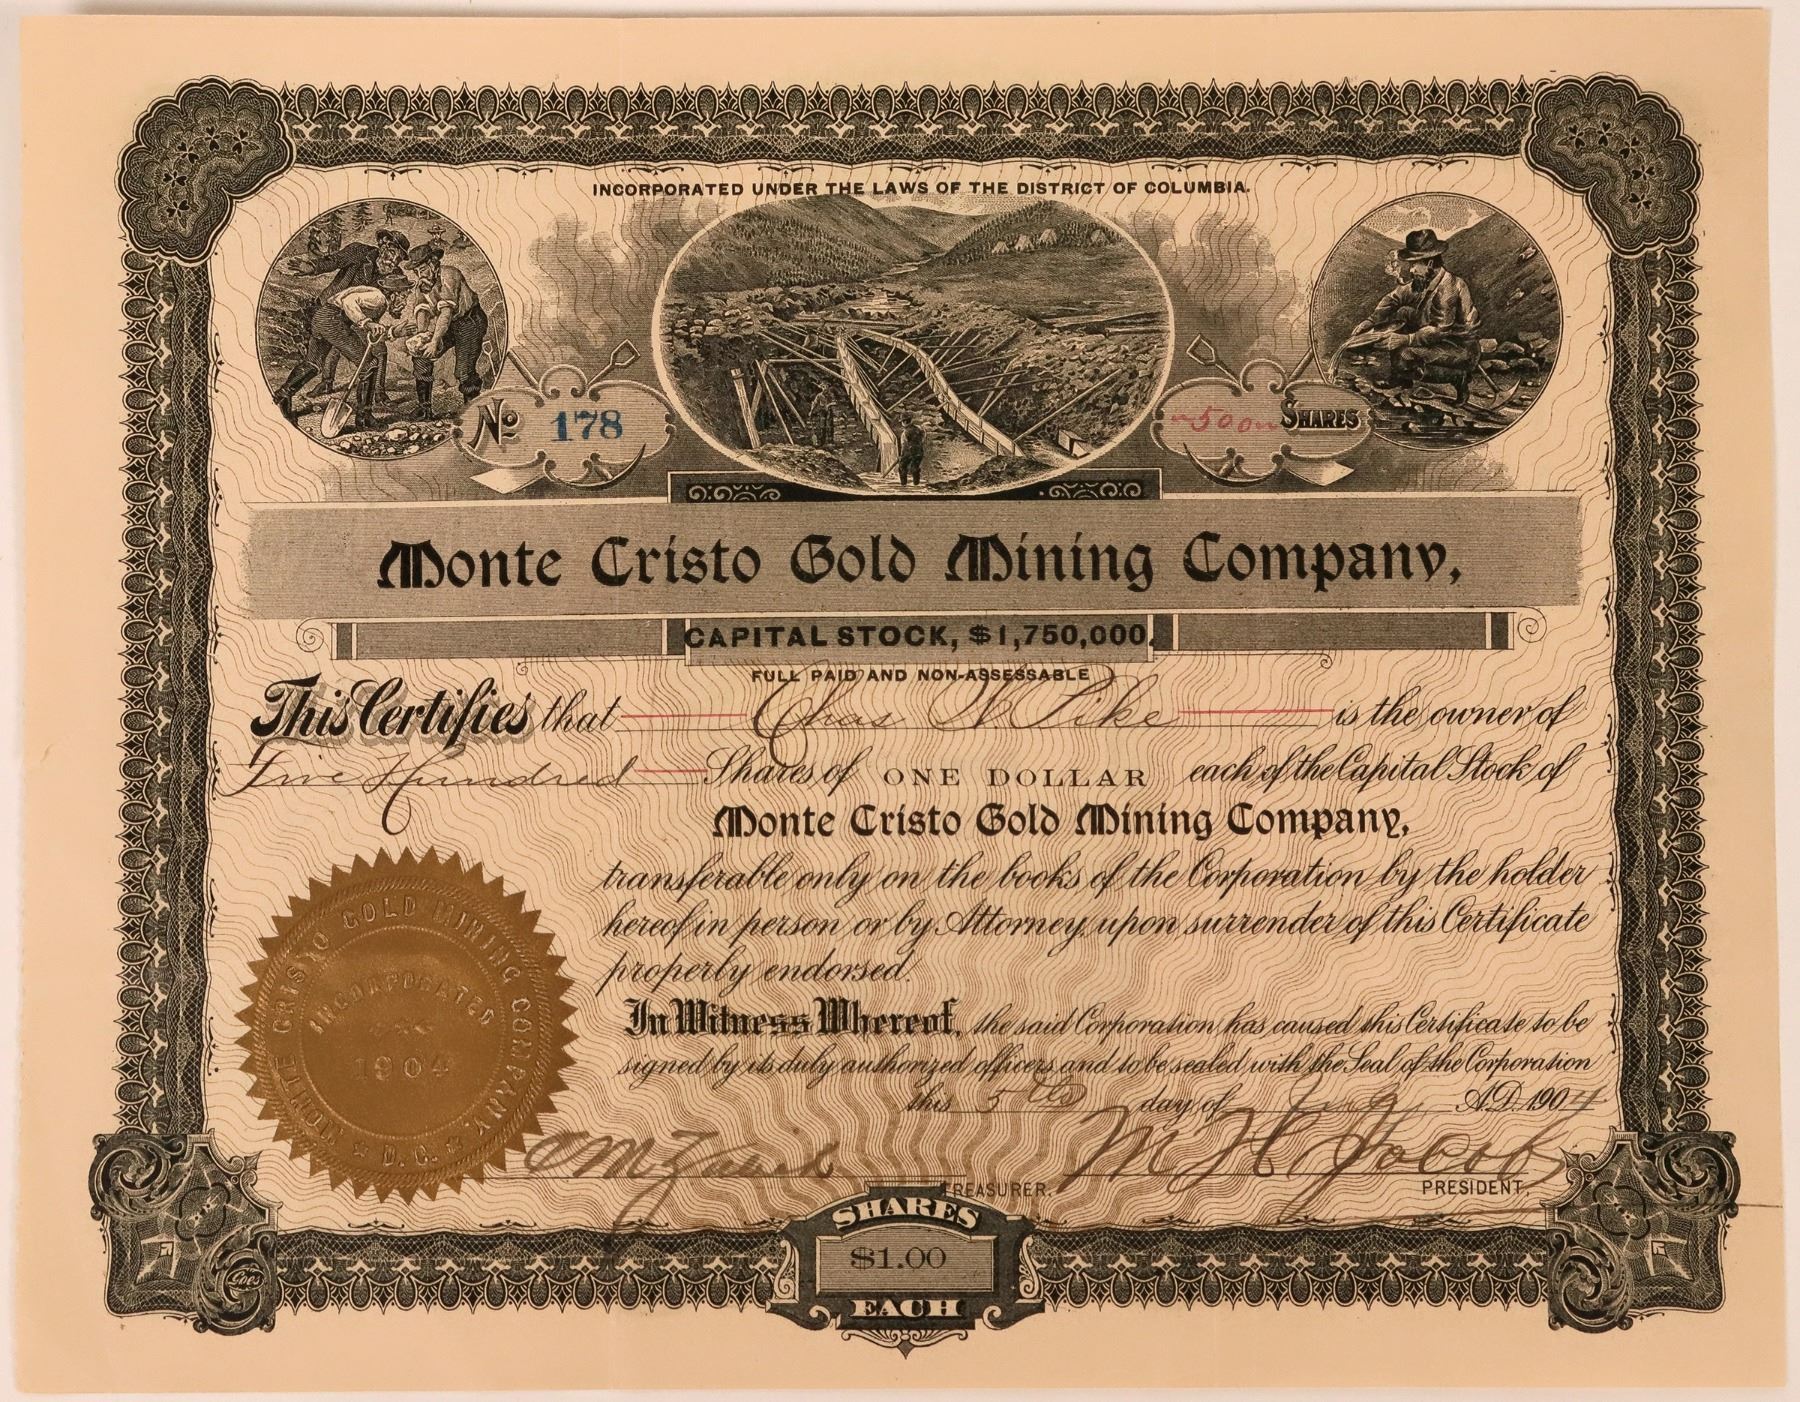 INCORPORATED UNDER THE LAWS OF THE DISTRICT OF COLUMBIA.
No 178
500 SHARES
Monte Cristo Gold Mining Company,
CAPITAL STOCK, $1,750,000.
FULL PAID AND NON-ASSESSABLE
This Certifies that Chas W Pike is the owner of
Five Hundred Shares of ONE DOLLAR each of the Capital Stock of
Monte Cristo Gold Mining Company,
transferable only on the books of the Corporation by the holder
hereof in person or by Attorney, upon surrender of this Certificate
properly endorsed.
In Witness Whereof, the said Corporation has caused this Certificate to be
signed by its duly authorized officers and to be sealed with the Seal of the Corporation
this 5th day of Aug A.D. 1904
M H Jacobs
TREASURER.
PRESIDENT,
MONTE CRISTO GOLD MINING COMPANY.
INCORPORATED
1904
D. C.
SHARES
$1.00
EACH
Goes